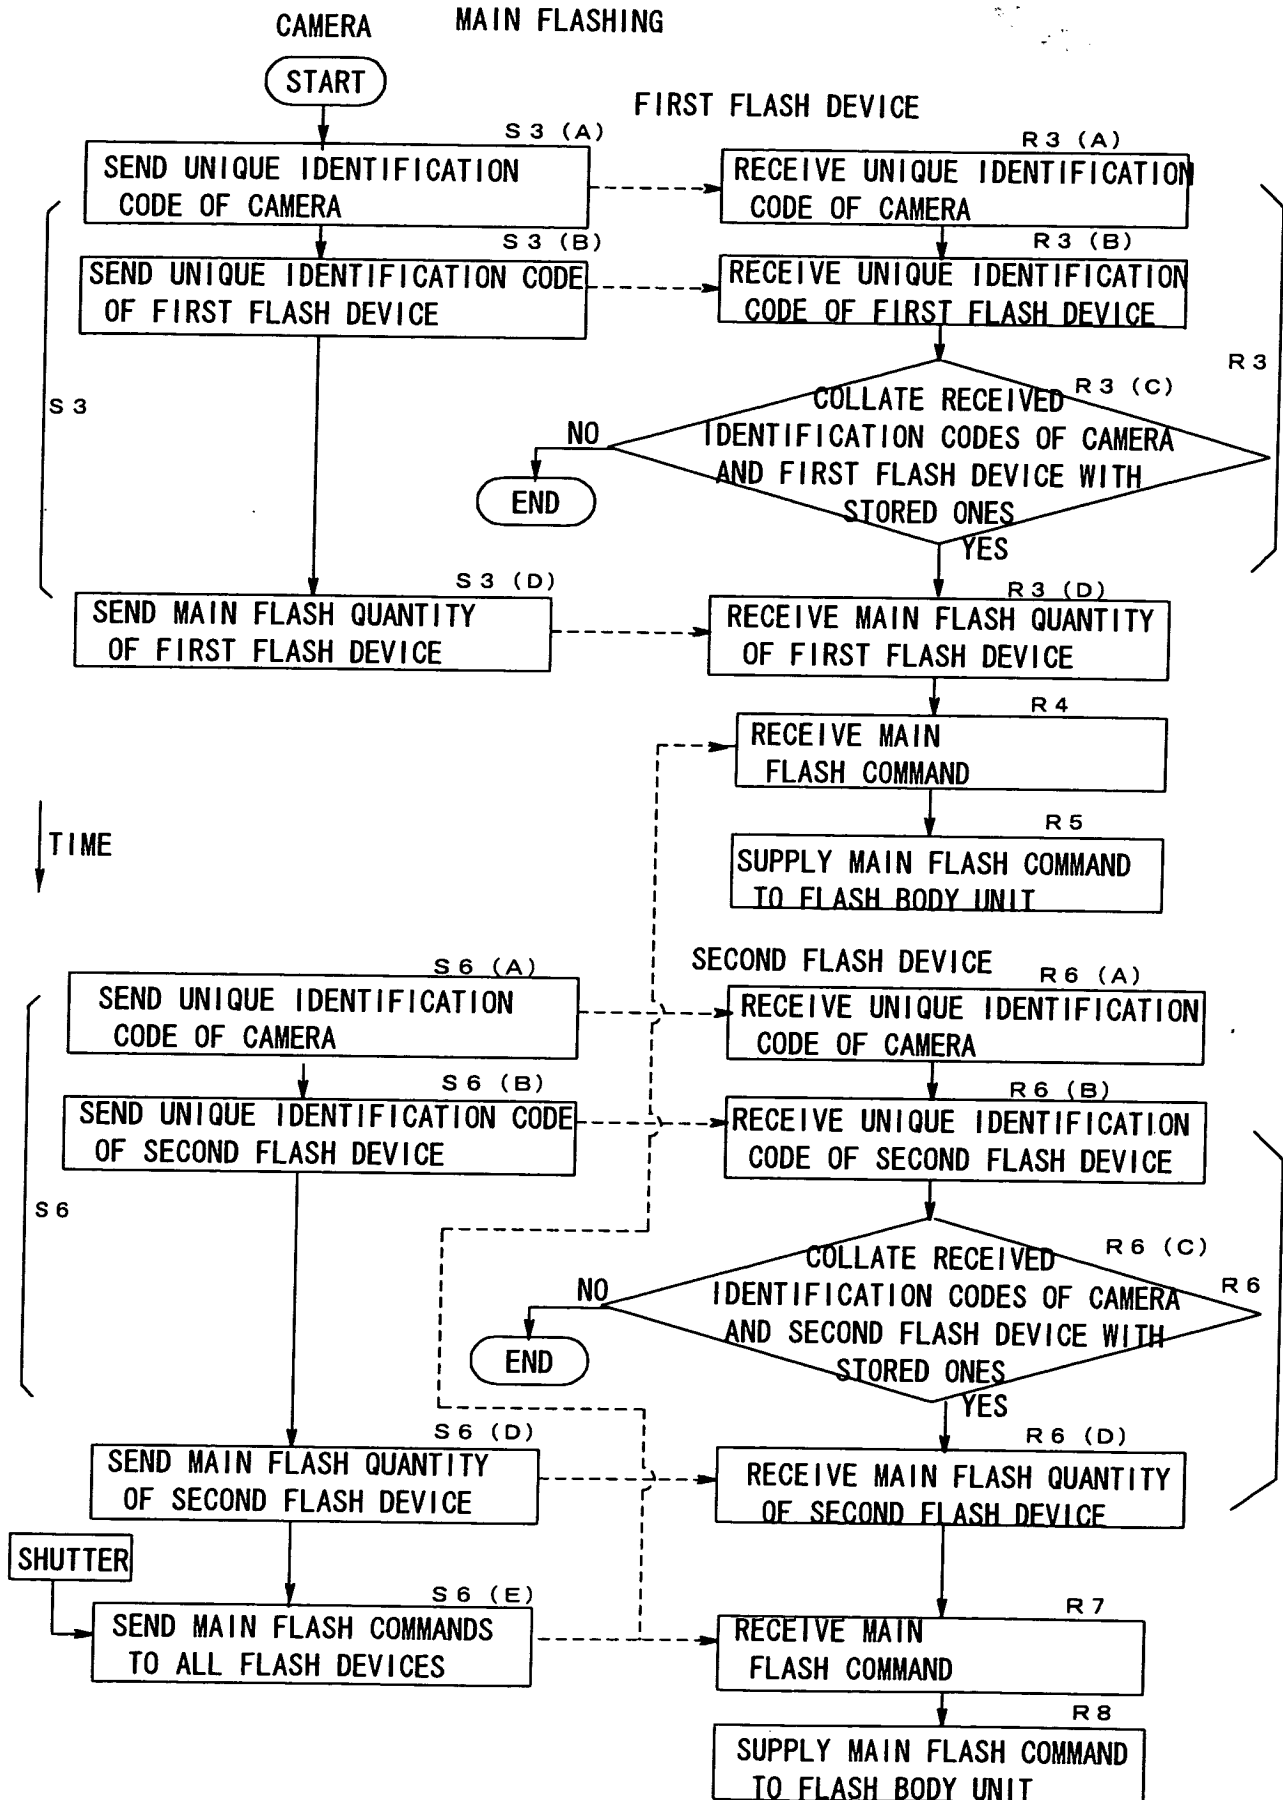 CAMERA
MAIN FLASHING
START
FIRST FLASH DEVICE
S3 (A)
SEND UNIQUE IDENTIFICATION
CODE OF CAMERA
R3 (A)
RECEIVE UNIQUE IDENTIFICATION
CODE OF CAMERA
S3 (B)
SEND UNIQUE IDENTIFICATION CODE
OF FIRST FLASH DEVICE
R3 (B)
RECEIVE UNIQUE IDENTIFICATION
CODE OF FIRST FLASH DEVICE
S3
R3
R3 (C)
COLLATE RECEIVED
IDENTIFICATION CODES OF CAMERA
AND FIRST FLASH DEVICE WITH
STORED ONES
NO
END
YES
S3 (D)
SEND MAIN FLASH QUANTITY
OF FIRST FLASH DEVICE
R3 (D)
RECEIVE MAIN FLASH QUANTITY
OF FIRST FLASH DEVICE
R4
RECEIVE MAIN
FLASH COMMAND
TIME
R5
SUPPLY MAIN FLASH COMMAND
TO FLASH BODY UNIT
SECOND FLASH DEVICE
S6 (A)
SEND UNIQUE IDENTIFICATION
CODE OF CAMERA
R6 (A)
RECEIVE UNIQUE IDENTIFICATION
CODE OF CAMERA
S6 (B)
SEND UNIQUE IDENTIFICATION CODE
OF SECOND FLASH DEVICE
R6 (B)
RECEIVE UNIQUE IDENTIFICATION
CODE OF SECOND FLASH DEVICE
S6
R6 (C)
R6
COLLATE RECEIVED
IDENTIFICATION CODES OF CAMERA
AND SECOND FLASH DEVICE WITH
STORED ONES
NO
END
YES
S6 (D)
SEND MAIN FLASH QUANTITY
OF SECOND FLASH DEVICE
R6 (D)
RECEIVE MAIN FLASH QUANTITY
OF SECOND FLASH DEVICE
SHUTTER
S6 (E)
SEND MAIN FLASH COMMANDS
TO ALL FLASH DEVICES
R7
RECEIVE MAIN
FLASH COMMAND
R8
SUPPLY MAIN FLASH COMMAND
TO FLASH BODY UNIT